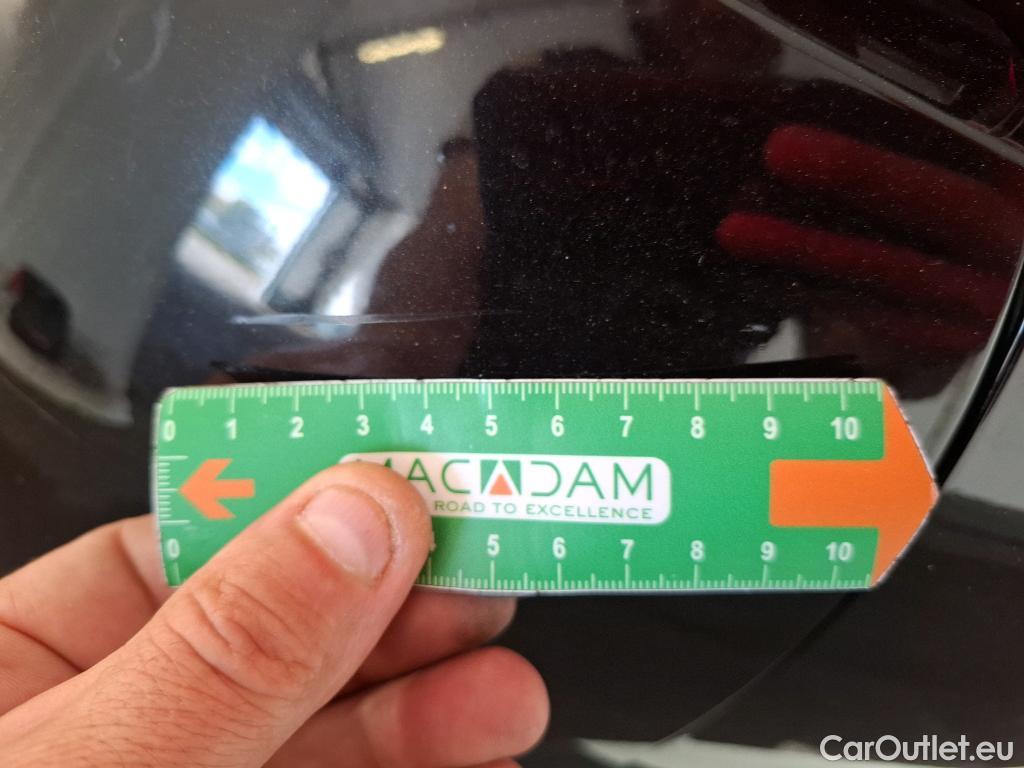 0 1 2 3 4 5 6 7 8 9 10
MACADAM
ROAD TO EXCELLENCE
0 5 6 7 8 9 10
CarOutlet.eu